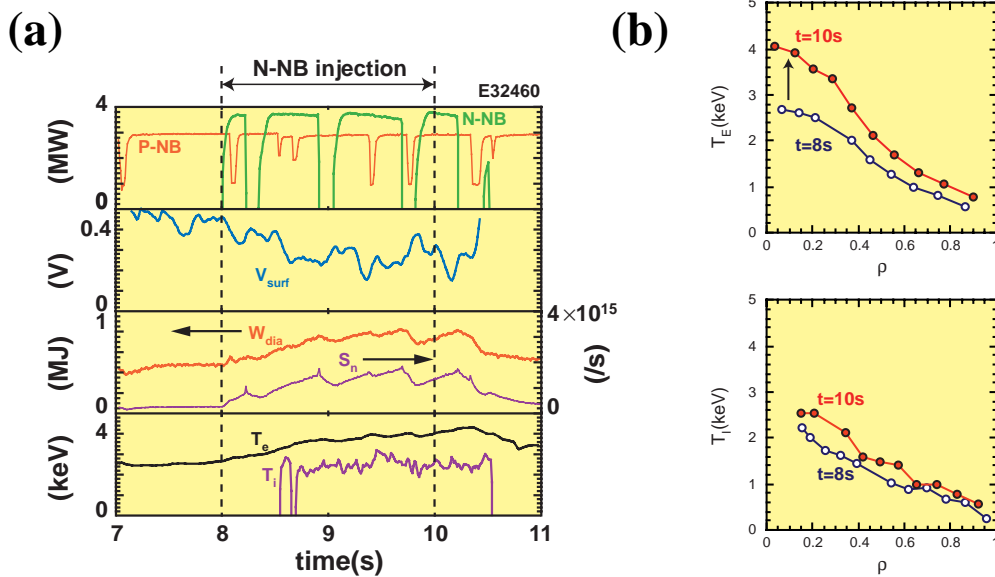 (a)
N-NB injection
E32460
4
(MW)
0
P-NB
N-NB
0.4
(V)
0
V_surf
1
(MJ)
0
W_dia
S_n
4×10^15
(/s)
0
4
(keV)
0
T_e
T_i
7 8 9 10 11
time(s)
(b)
5
4
3
2
1
0
T_E(keV)
t=10s
t=8s
0 0.2 0.4 0.6 0.8 1
ρ
5
4
3
2
1
0
T_I(keV)
t=10s
t=8s
0 0.2 0.4 0.6 0.8 1
ρ